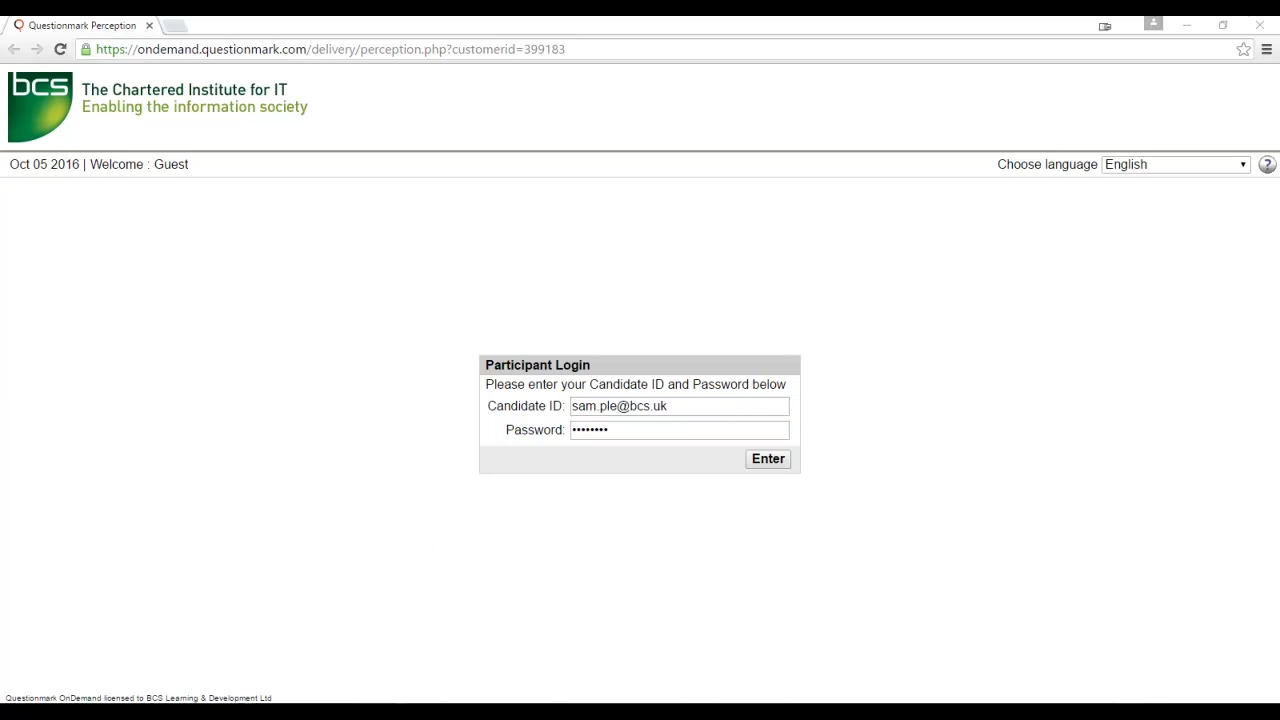 Questionmark Perception
https://ondemand.questionmark.com/delivery/perception.php?customerid=399183
bcs
The Chartered Institute for IT
Enabling the information society
Oct 05 2016 | Welcome : Guest
Choose language English
?
Participant Login
Please enter your Candidate ID and Password below
Candidate ID: sam.ple@bcs.uk
Password: ••••••••
Enter
Questionmark OnDemand licensed to BCS Learning & Development Ltd